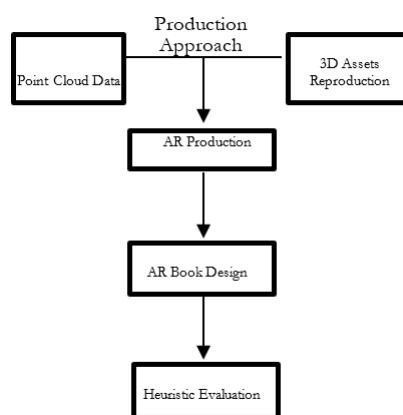 Production
Approach
Point Cloud Data
3D Assets
Reproduction
AR Production
AR Book Design
Heuristic Evaluation